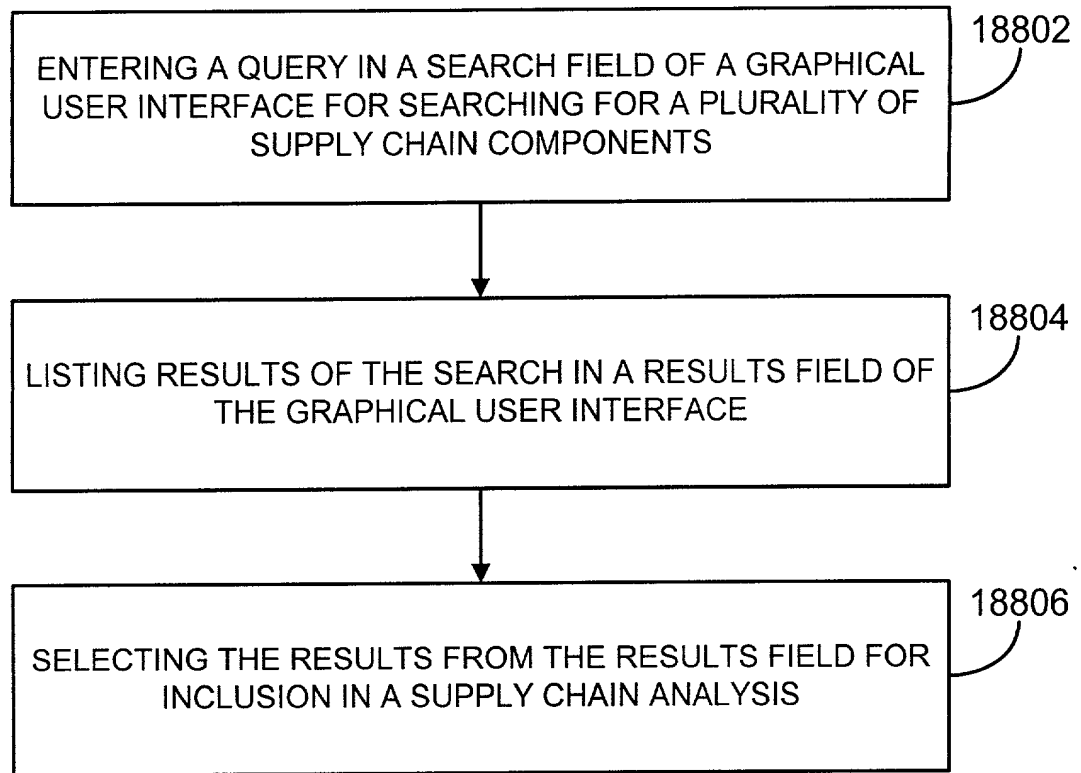 18802
ENTERING A QUERY IN A SEARCH FIELD OF A GRAPHICAL
USER INTERFACE FOR SEARCHING FOR A PLURALITY OF
SUPPLY CHAIN COMPONENTS
18804
LISTING RESULTS OF THE SEARCH IN A RESULTS FIELD OF
THE GRAPHICAL USER INTERFACE
18806
SELECTING THE RESULTS FROM THE RESULTS FIELD FOR
INCLUSION IN A SUPPLY CHAIN ANALYSIS